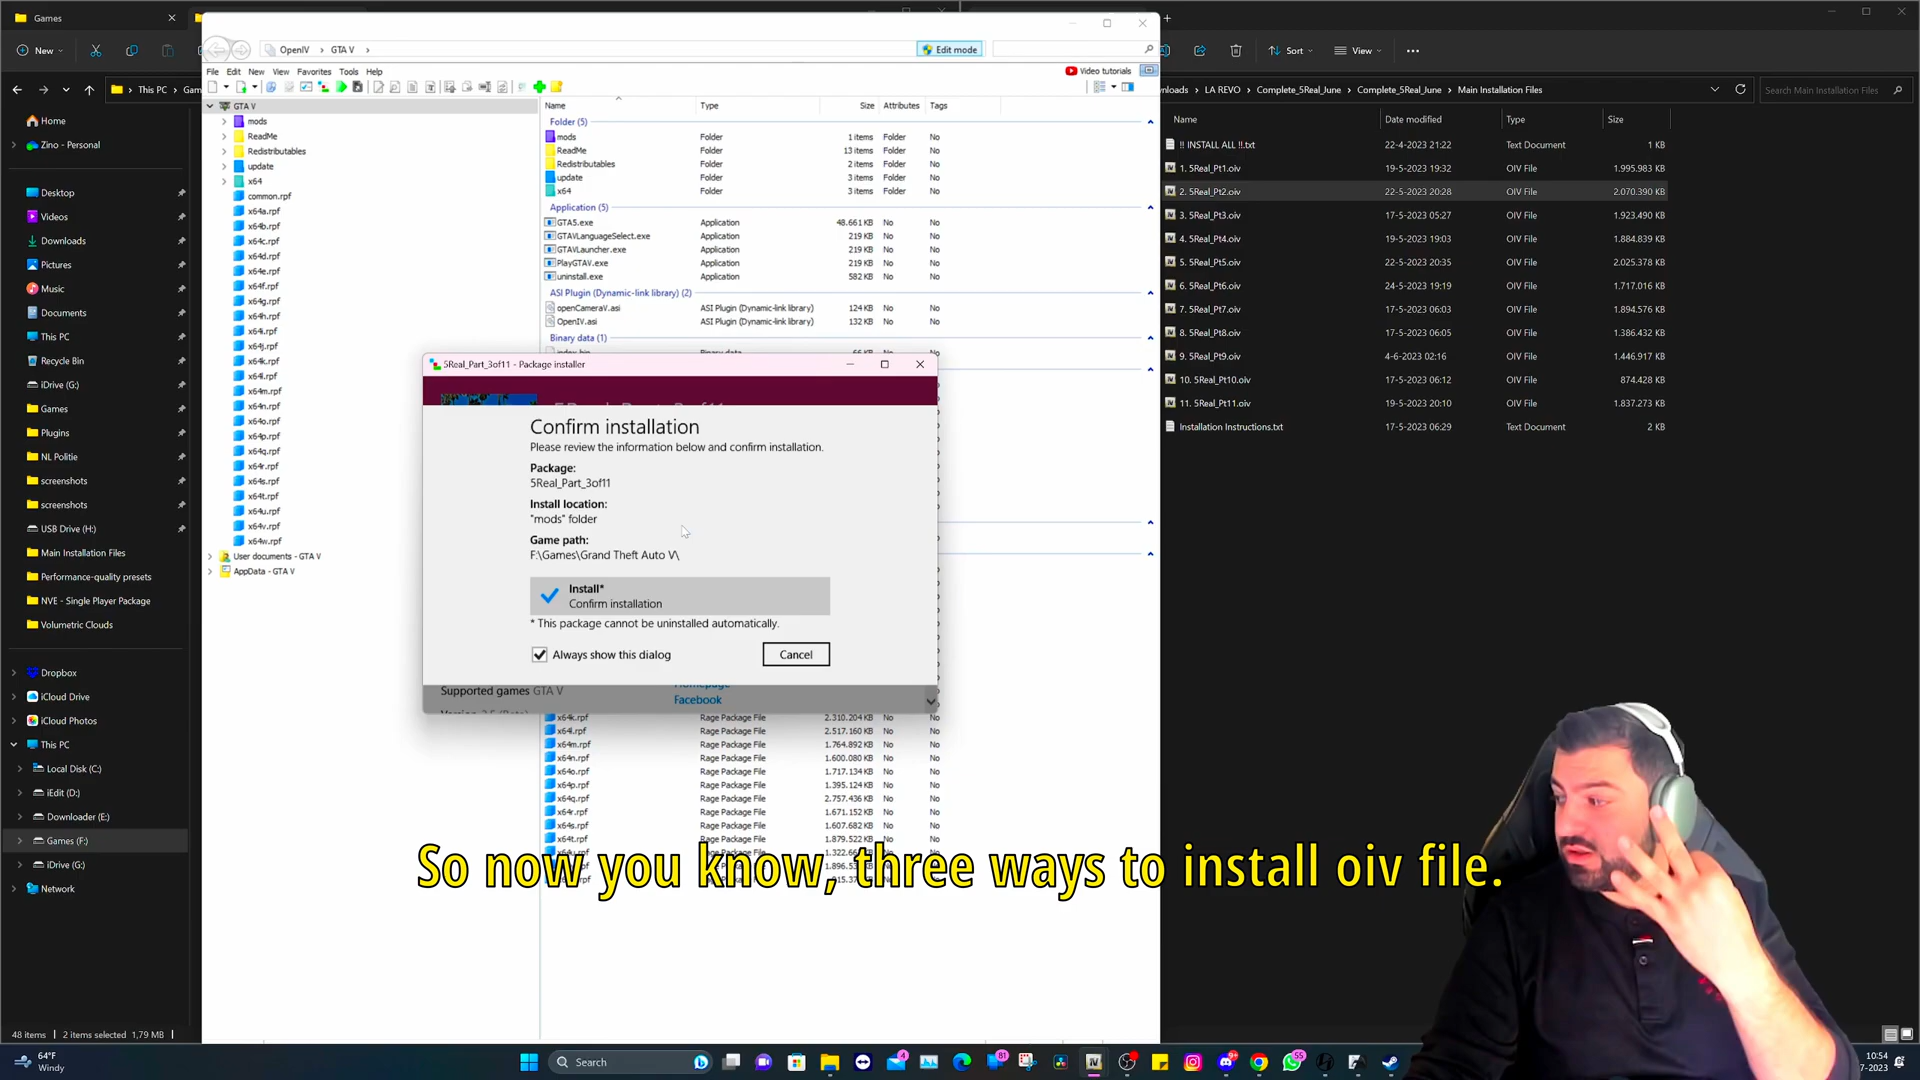 Games
New
This PC
Gam
Home
Zino - Personal
Desktop
Videos
Downloads
Pictures
Music
Documents
This PC
Recycle Bin
iDrive (G:)
Games
Plugins
NL Politie
screenshots
screenshots
USB Drive (H:)
Main Installation Files
Performance-quality presets
NVE - Single Player Package
Volumetric Clouds
Dropbox
iCloud Drive
iCloud Photos
This PC
Local Disk (C:)
iEdit (D:)
Downloader (E:)
Games (F:)
iDrive (G:)
Network
48 items
2 items selected 1,79 MB
OpenIV
GTA V
Edit mode
File Edit New View Favorites Tools Help
Video tutorials
GTA V
mods
ReadMe
Redistributables
update
x64
common.rpf
x64a.rpf
x64b.rpf
x64c.rpf
x64d.rpf
x64e.rpf
x64f.rpf
x64g.rpf
x64h.rpf
x64i.rpf
x64j.rpf
x64k.rpf
x64l.rpf
x64m.rpf
x64n.rpf
x64o.rpf
x64p.rpf
x64q.rpf
x64r.rpf
x64s.rpf
x64t.rpf
x64u.rpf
x64v.rpf
x64w.rpf
User documents - GTA V
AppData - GTA V
Name Type Size Attributes Tags
Folder (5)
mods Folder 1 items No No
ReadMe Folder 13 items No No
Redistributables Folder 2 items No No
update Folder 3 items No No
x64 Folder 3 items No No
Application (5)
GTA5.exe Application 48.661 KB No No
GTAVLanguageSelect.exe Application 219 KB No No
GTAVLauncher.exe Application 219 KB No No
PlayGTAV.exe Application 219 KB No No
uninstall.exe Application 582 KB No No
ASI Plugin (Dynamic-link library) (2)
openCameraV.asi ASI Plugin (Dynamic-link library) 124 KB No No
OpenIV.asi ASI Plugin (Dynamic-link library) 132 KB No No
Binary data (1)
5Real_Part_3of11 - Package installer
Confirm installation
Please review the information below and confirm installation.
Package:
5Real_Part_3of11
Install location:
"mods" folder
Game path:
F:\Games\Grand Theft Auto V\
Install*
Confirm installation
* This package cannot be uninstalled automatically.
Always show this dialog
Cancel
Supported games GTA V
Homepage
Facebook
x64k.rpf Rage Package File 2.310.204 KB No No
x64l.rpf Rage Package File 2.517.160 KB No No
x64m.rpf Rage Package File 1.764.892 KB No No
x64n.rpf Rage Package File 1.600.080 KB No No
x64o.rpf Rage Package File 1.717.134 KB No No
x64p.rpf Rage Package File 1.395.124 KB No No
x64q.rpf Rage Package File 2.757.436 KB No No
x64r.rpf Rage Package File 1.671.152 KB No No
x64s.rpf Rage Package File 1.607.682 KB No No
x64t.rpf Rage Package File 1.879.522 KB No No
So now you know, three ways to install oiv file.
Sort
View
LA REVO
Complete_5Real_June
Complete_5Real_June
Main Installation Files
Search Main Installation Files
Name Date modified Type Size
!! INSTALL ALL !!.txt 22-4-2023 21:22 Text Document 1 KB
1. 5Real_Pt1.oiv 19-5-2023 19:32 OIV File 1.995.983 KB
2. 5Real_Pt2.oiv 22-5-2023 20:28 OIV File 2.070.390 KB
3. 5Real_Pt3.oiv 17-5-2023 05:27 OIV File 1.923.490 KB
4. 5Real_Pt4.oiv 19-5-2023 19:03 OIV File 1.884.839 KB
5. 5Real_Pt5.oiv 22-5-2023 20:35 OIV File 2.025.378 KB
6. 5Real_Pt6.oiv 24-5-2023 19:19 OIV File 1.717.016 KB
7. 5Real_Pt7.oiv 17-5-2023 06:03 OIV File 1.894.576 KB
8. 5Real_Pt8.oiv 17-5-2023 06:05 OIV File 1.386.432 KB
9. 5Real_Pt9.oiv 4-6-2023 02:16 OIV File 1.446.917 KB
10. 5Real_Pt10.oiv 17-5-2023 06:12 OIV File 874.428 KB
11. 5Real_Pt11.oiv 19-5-2023 20:10 OIV File 1.837.273 KB
Installation Instructions.txt 17-5-2023 06:29 Text Document 2 KB
64°F
Windy
Search
10:54
7-2023